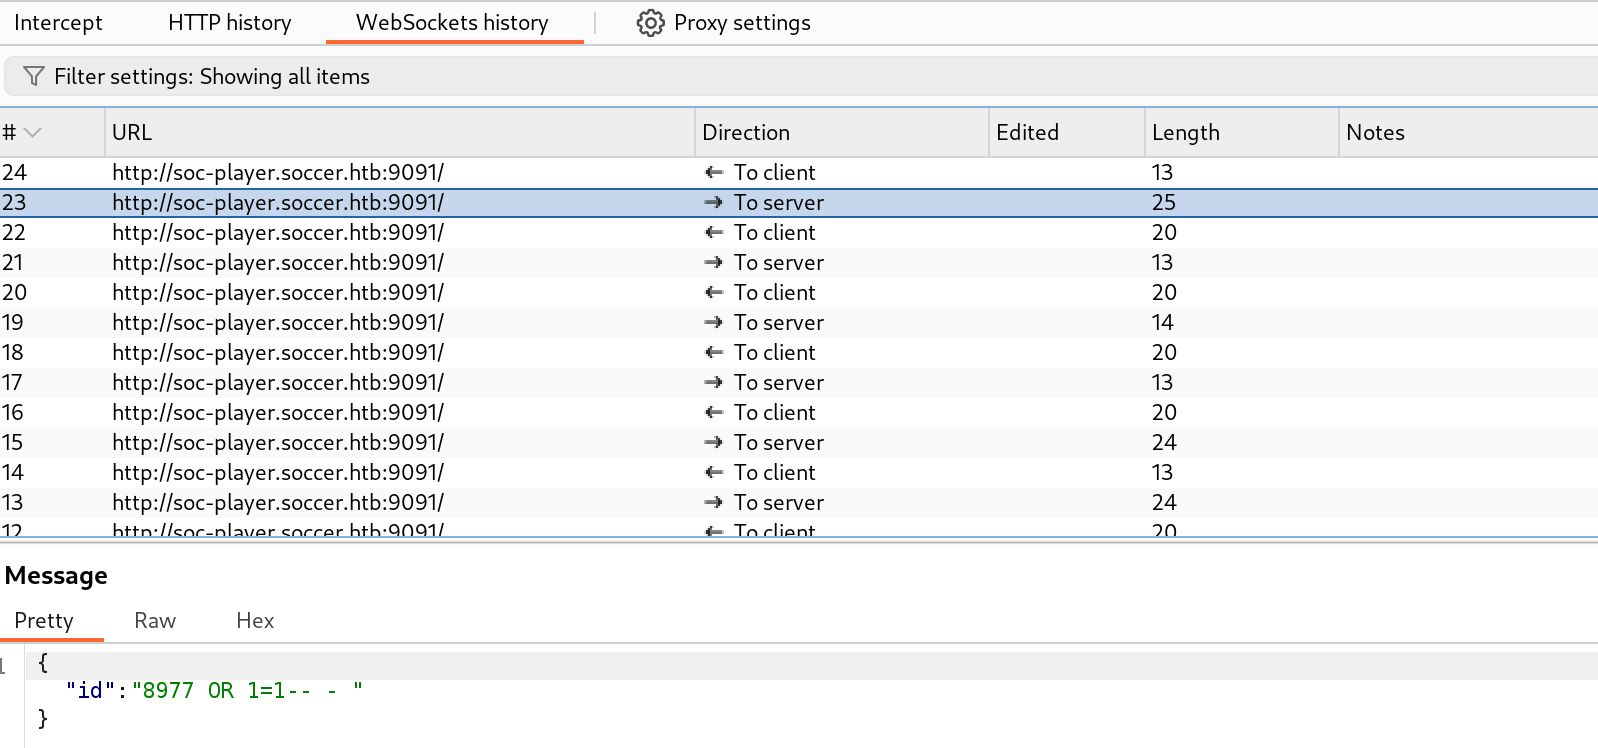 Intercept HTTP history WebSockets history Proxy settings
Filter settings: Showing all items
# URL Direction Edited Length Notes
24 http://soc-player.soccer.htb:9091/ To client 13
23 http://soc-player.soccer.htb:9091/ To server 25
22 http://soc-player.soccer.htb:9091/ To client 20
21 http://soc-player.soccer.htb:9091/ To server 13
20 http://soc-player.soccer.htb:9091/ To client 20
19 http://soc-player.soccer.htb:9091/ To server 14
18 http://soc-player.soccer.htb:9091/ To client 20
17 http://soc-player.soccer.htb:9091/ To server 13
16 http://soc-player.soccer.htb:9091/ To client 20
15 http://soc-player.soccer.htb:9091/ To server 24
14 http://soc-player.soccer.htb:9091/ To client 13
13 http://soc-player.soccer.htb:9091/ To server 24
12 http://soc-player.soccer.htb:9091/ To client 20
Message
Pretty Raw Hex
1 {
"id":"8977 OR 1=1-- - "
}